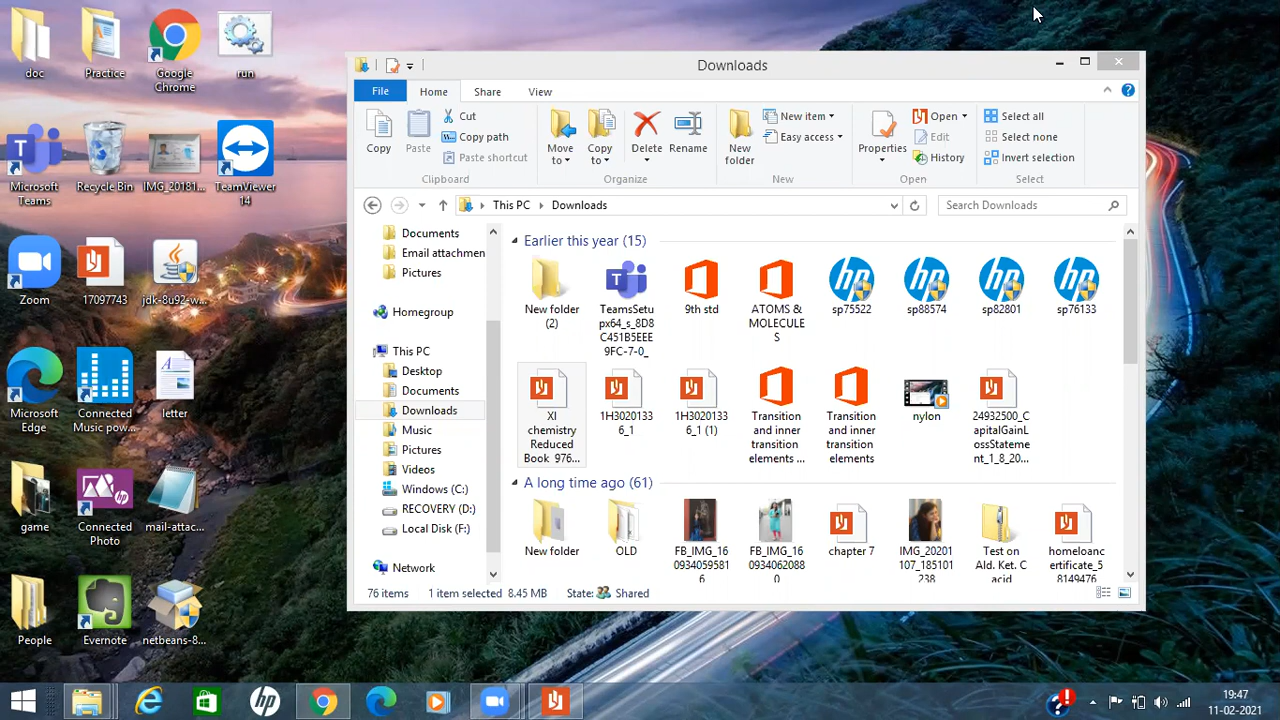 doc
Practice
Google
Chrome
run
Microsoft
Teams
Recycle Bin
IMG_20181...
TeamViewer
14
Zoom
17097743
jdk-8u92-w...
Microsoft
Edge
Connected
Music pow...
letter
game
Connected
Photo
mail-attac...
People
Evernote
netbeans-8...
Downloads
File
Home
Share
View
Copy
Paste
Cut
Copy path
Paste shortcut
Clipboard
Move
to
Copy
to
Delete
Rename
Organize
New
folder
New item
Easy access
New
Properties
Open
Edit
History
Open
Select all
Select none
Invert selection
Select
This PC
Downloads
Search Downloads
Documents
Email attachmen
Pictures
Homegroup
This PC
Desktop
Documents
Downloads
Music
Pictures
Videos
Windows (C:)
RECOVERY (D:)
Local Disk (F:)
Network
Earlier this year (15)
New folder
(2)
TeamsSetu
px64_s_8D8
C451B5EEE
9FC-7-0_
9th std
ATOMS &
MOLECULE
S
sp75522
sp88574
sp82801
sp76133
XI
chemistry
Reduced
Book 976...
1H3020133
6_1
1H3020133
6_1 (1)
Transition
and inner
transition
elements ...
Transition
and inner
transition
elements
nylon
24932500_C
apitalGainL
ossStateme
nt_1_8_20...
A long time ago (61)
New folder
OLD
FB_IMG_16
0934059581
6
FB_IMG_16
0934062088
0
chapter 7
IMG_20201
107_185101
238
Test on
Ald. Ket. C
acid
homeloanc
ertificate_5
8149476
76 items
1 item selected 8.45 MB
State:
Shared
19:47
11-02-2021